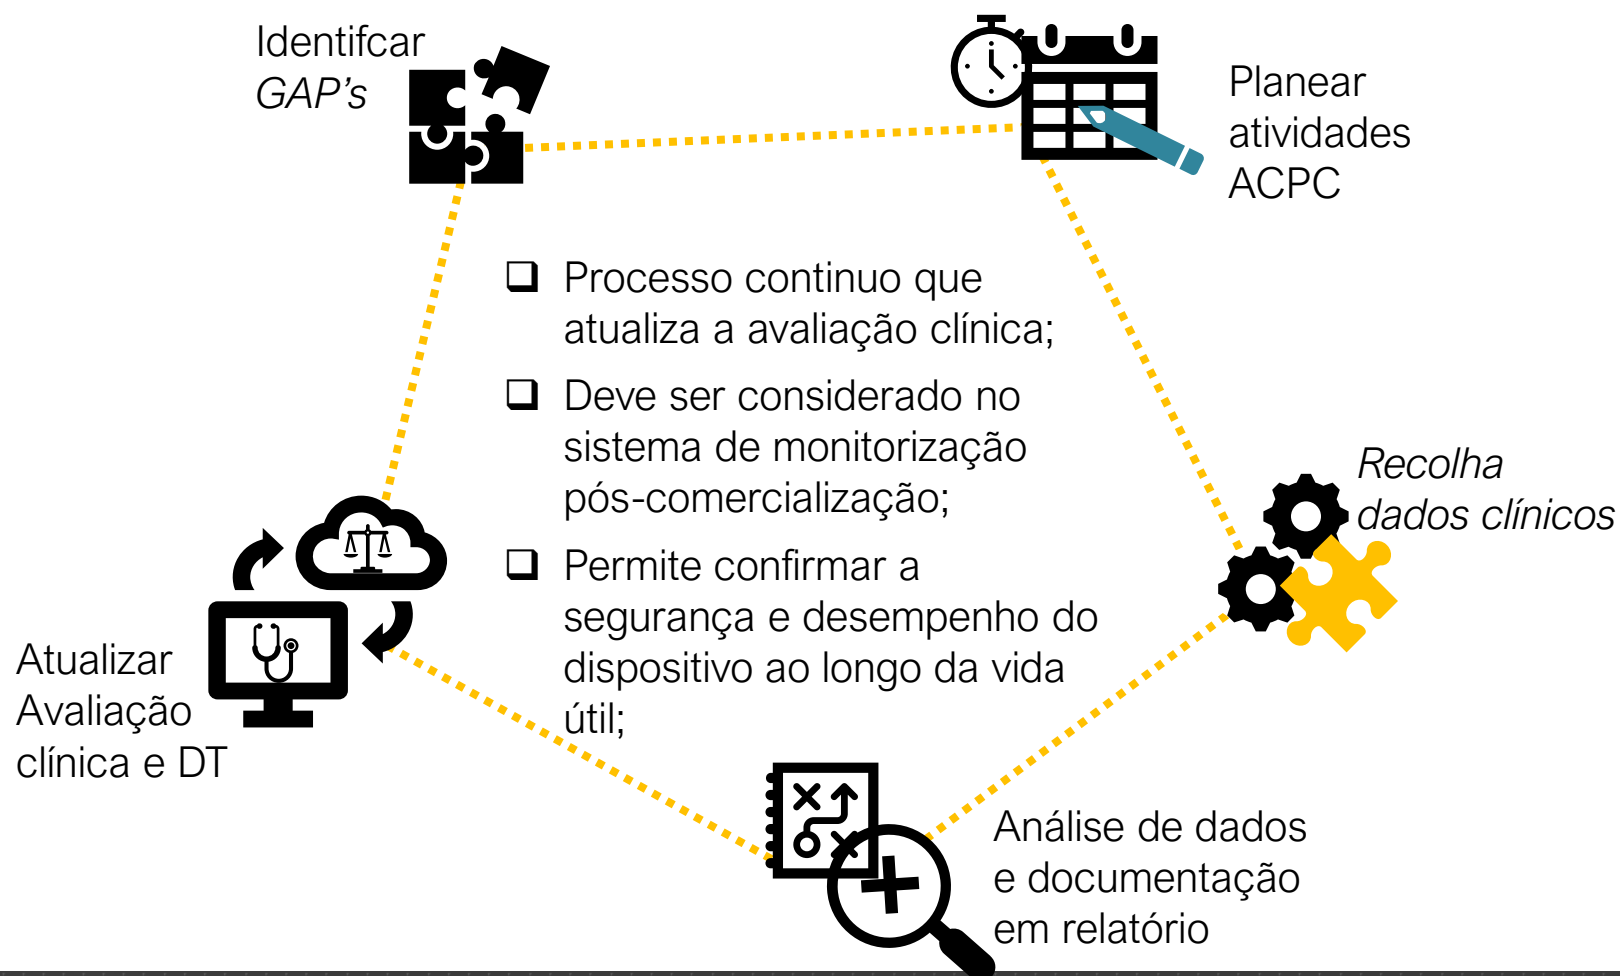 Identifcar
GAP's
Planear
atividades
ACPC
Processo continuo que
atualiza a avaliação clínica;
Deve ser considerado no
sistema de monitorização
pós-comercialização;
Permite confirmar a
segurança e desempenho do
dispositivo ao longo da vida
útil;
Recolha
dados clínicos
Análise de dados
e documentação
em relatório
Atualizar
Avaliação
clínica e DT